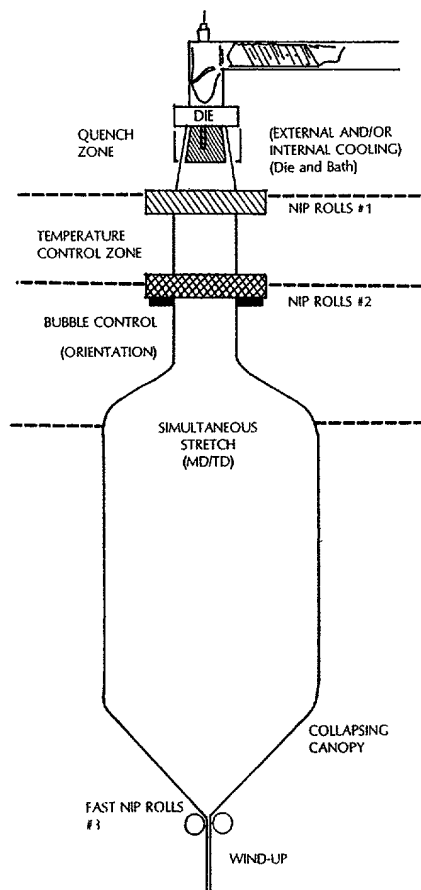 DIE
QUENCH
ZONE
(EXTERNAL AND/OR
INTERNAL COOLING)
(Die and Bath)
NIP ROLLS #1
TEMPERATURE
CONTROL ZONE
NIP ROLLS #2
BUBBLE CONTROL
(ORIENTATION)
SIMULTANEOUS
STRETCH
(MD/TD)
COLLAPSING
CANOPY
FAST NIP ROLLS
#3
WIND-UP